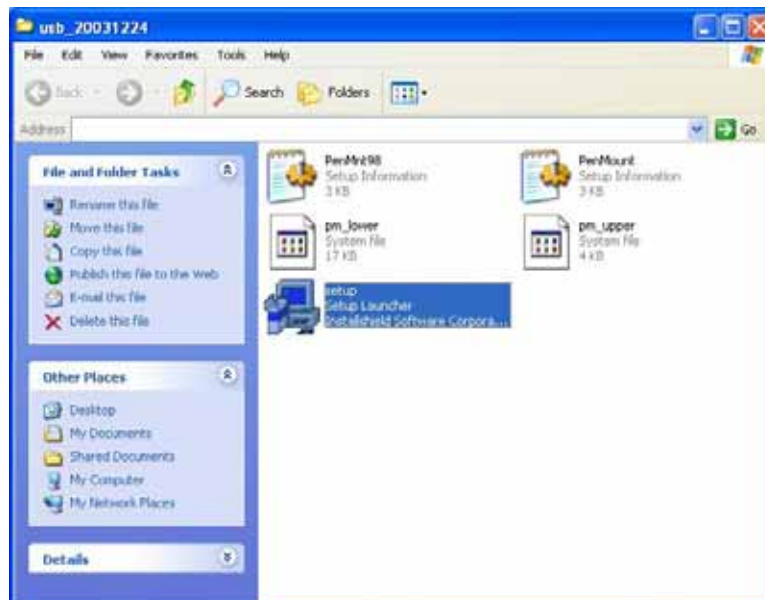 usb_20031224
File Edit View Favorites Tools Help
Back Search Folders
Address Go
File and Folder Tasks
Rename this file
Move this file
Copy this file
Publish this file to the Web
E-mail this file
Delete this file
Other Places
Desktop
My Documents
Shared Documents
My Computer
My Network Places
Details
PenMnt98
Setup Information
3 KB
PenMount
Setup Information
3 KB
pm_lower
System file
17 KB
pm_upper
System file
4 KB
setup
Setup Launcher
InstallShield Software Corpora...